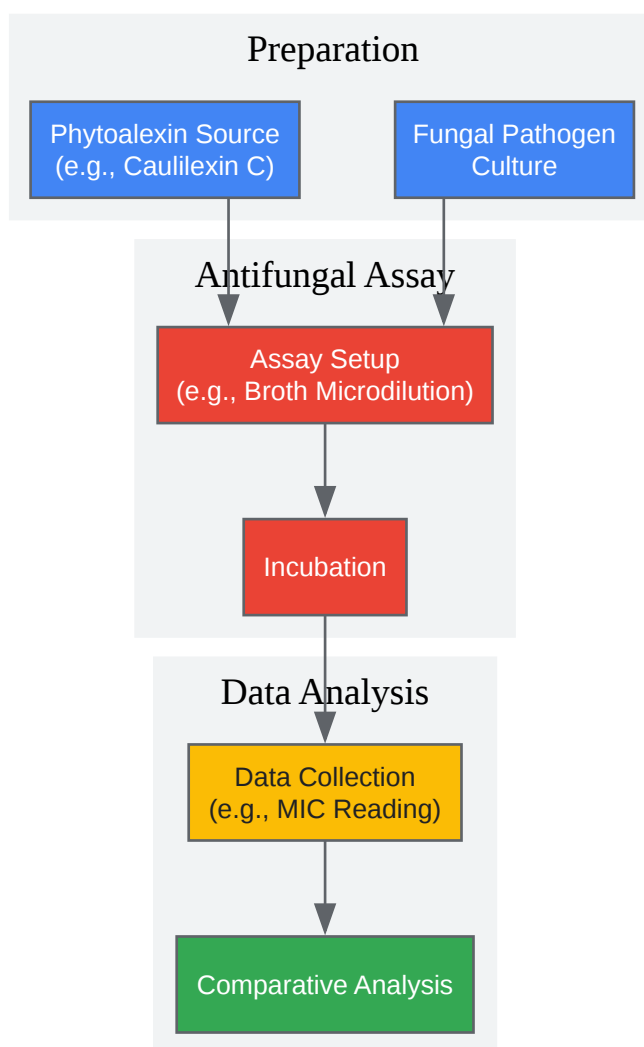 Preparation
Phytoalexin Source
(e.g., Caulilexin C)
Fungal Pathogen
Culture
Antifungal Assay
Assay Setup
(e.g., Broth Microdilution)
Incubation
Data Analysis
Data Collection
(e.g., MIC Reading)
Comparative Analysis